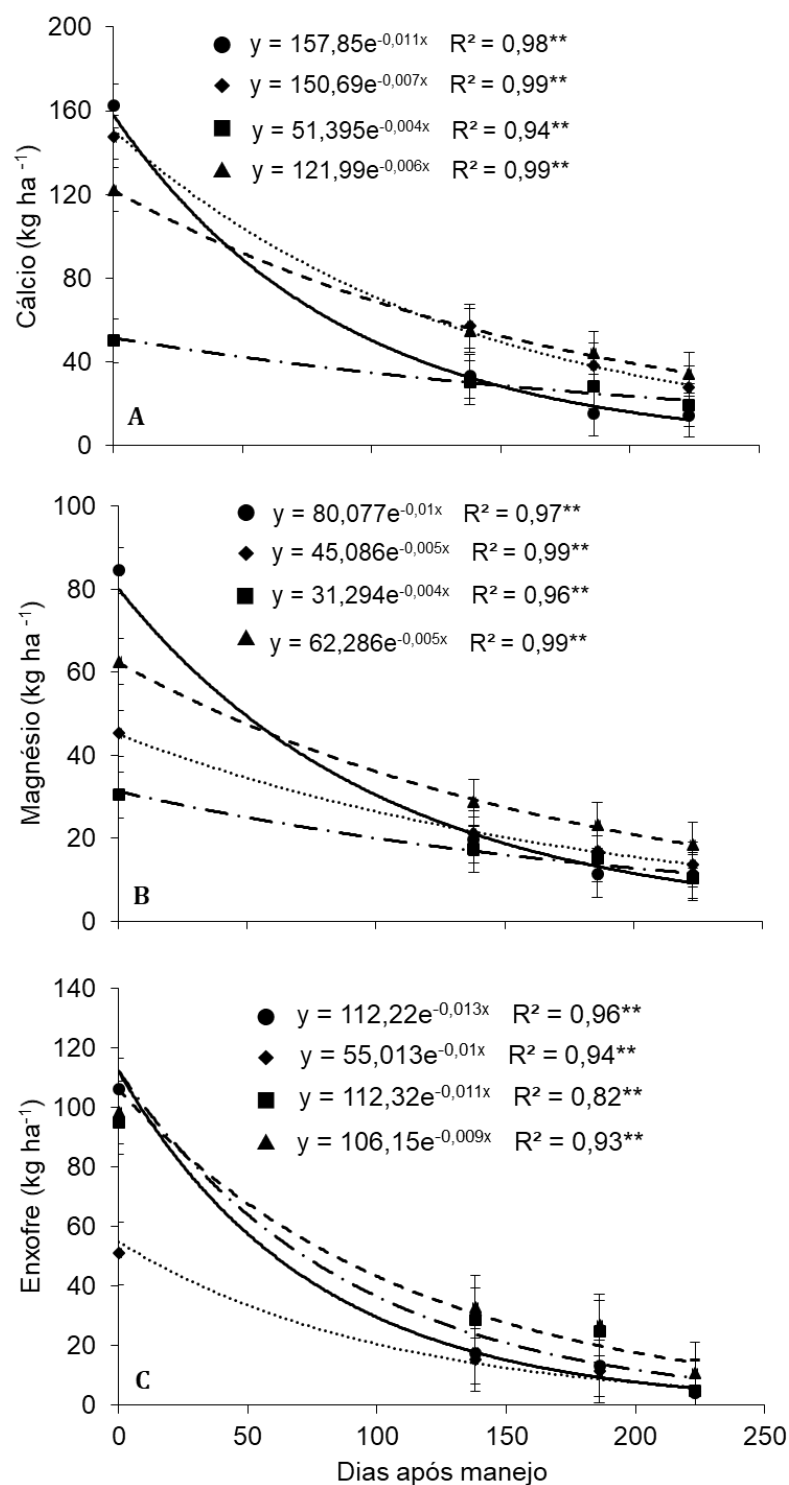 200
160
120
80
40
0
Cálcio (kg ha⁻¹)
● y = 157,85e⁻⁰,⁰¹¹ˣ R² = 0,98**
◆ y = 150,69e⁻⁰,⁰⁰⁷ˣ R² = 0,99**
■ y = 51,395e⁻⁰,⁰⁰⁴ˣ R² = 0,94**
▲ y = 121,99e⁻⁰,⁰⁰⁶ˣ R² = 0,99**
A
100
80
60
40
20
0
Magnésio (kg ha⁻¹)
● y = 80,077e⁻⁰,⁰¹ˣ R² = 0,97**
◆ y = 45,086e⁻⁰,⁰⁰⁵ˣ R² = 0,99**
■ y = 31,294e⁻⁰,⁰⁰⁴ˣ R² = 0,96**
▲ y = 62,286e⁻⁰,⁰⁰⁵ˣ R² = 0,99**
B
140
120
100
80
60
40
20
0
Enxofre (kg ha⁻¹)
● y = 112,22e⁻⁰,⁰¹³ˣ R² = 0,96**
◆ y = 55,013e⁻⁰,⁰¹ˣ R² = 0,94**
■ y = 112,32e⁻⁰,⁰¹¹ˣ R² = 0,82**
▲ y = 106,15e⁻⁰,⁰⁰⁹ˣ R² = 0,93**
C
0 50 100 150 200 250
Dias após manejo